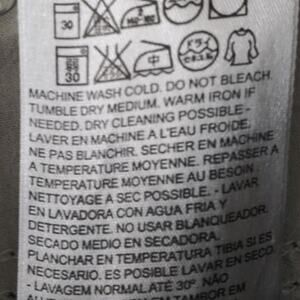 30
MACHINE WASH COLD. DO NOT BLEACH.
TUMBLE DRY MEDIUM. WARM IRON IF
NEEDED. DRY CLEANING POSSIBLE -
LAVER EN MACHINE A L'EAU FROIDE.
NE PAS BLANCHIR. SECHER EN MACHINE
A TEMPERATURE MOYENNE. REPASSER A
TEMPERATURE MOYENNE AU BESOIN.
NETTOYAGE A SEC POSSIBLE. - LAVAR
EN LAVADORA CON AGUA FRIA Y
DETERGENTE. NO USAR BLANQUEADOR.
SECADO MEDIO EN SECADORA.
PLANCHAR EN TEMPERATURA TIBIA SI ES
NECESARIO. ES POSIBLE LAVAR EN SECO.
- LAVAGEM NORMAL ATÉ 30º. NÃO